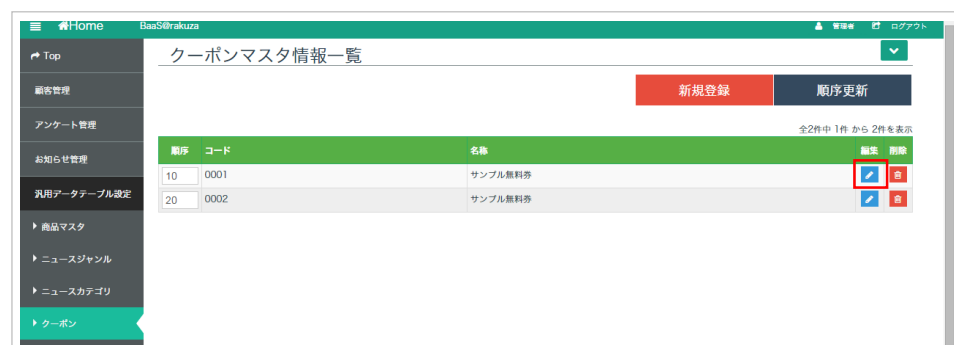 Home BaaS@rakuza 管理者 ログアウト
Top
クーポンマスタ情報一覧
顧客管理
新規登録 順序更新
アンケート管理
全2件中 1件 から 2件を表示
お知らせ管理
順序 コード 名称 編集 削除
10 0001 サンプル無料券
汎用データテーブル設定
20 0002 サンプル無料券
商品マスタ
ニュースジャンル
ニュースカテゴリ
クーポン